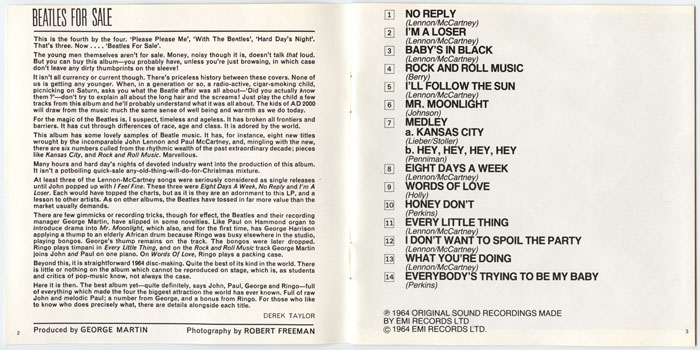 BEATLES FOR SALE
This is the fourth by the four. 'Please Please Me', 'With The Beatles', 'Hard Day's Night'.
That's three. Now . . . . 'Beatles For Sale'.
The young men themselves aren't for sale. Money, noisy though it is, doesn't talk that loud.
But you can buy this album—you probably have, unless you're just browsing, in which case
don't leave any dirty thumbprints on the sleeve!
It isn't all currency or current though. There's priceless history between these covers. None of
us is getting any younger. When, in a generation or so, a radio-active, cigar-smoking child,
picnicking on Saturn, asks you what the Beatle affair was all about—'Did you actually know
them ?'—don't try to explain all about the long hair and the screams! Just play the child a few
tracks from this album and he'll probably understand what it was all about. The kids of AD 2000
will draw from the music much the same sense of well being and warmth as we do today.
For the magic of the Beatles is, I suspect, timeless and ageless. It has broken all frontiers and
barriers. It has cut through differences of race, age and class. It is adored by the world.
This album has some lovely samples of Beatle music. It has, for instance, eight new titles
wrought by the incomparable John Lennon and Paul McCartney, and, mingling with the new,
there are six numbers culled from the rhythmic wealth of the past extraordinary decade; pieces
like Kansas City, and Rock and Roll Music. Marvellous.
Many hours and hard day's nights of devoted industry went into the production of this album.
It isn't a potboiling quick-sale any-old-thing-will-do-for-Christmas mixture.
At least three of the Lennon-McCartney songs were seriously considered as single releases
until John popped up with I Feel Fine. These three were Eight Days A Week, No Reply and I'm A
Loser. Each would have topped the charts, but as it is they are an adornment to this LP, and a
lesson to other artists. As on other albums, the Beatles have tossed in far more value than the
market usually demands.
There are few gimmicks or recording tricks, though for effect, the Beatles and their recording
manager George Martin, have slipped in some novelties. Like Paul on Hammond organ to
introduce drama into Mr. Moonlight, which also, and for the first time, has George Harrison
applying a thump to an elderly African drum because Ringo was busy elsewhere in the studio,
playing bongos. George's thump remains on the track. The bongos were later dropped.
Ringo plays timpani in Every Little Thing, and on the Rock and Roll Music track George Martin
joins John and Paul on one piano. On Words Of Love, Ringo plays a packing case.
Beyond this, it is straightforward 1964 disc-making. Quite the best of its kind in the world. There
is little or nothing on the album which cannot be reproduced on stage, which is, as students
and critics of pop-music know, not always the case.
Here it is then. The best album yet—quite definitely, says John, Paul, George and Ringo—full
of everything which made the four the biggest attraction the world has ever known. Full of raw
John and melodic Paul; a number from George, and a bonus from Ringo. For those who like
to know who does precisely what, there are details alongside each title.
DEREK TAYLOR
2 Produced by GEORGE MARTIN Photography by ROBERT FREEMAN
1 NO REPLY
(Lennon/McCartney)
2 I'M A LOSER
(Lennon/McCartney)
3 BABY'S IN BLACK
(Lennon/McCartney)
4 ROCK AND ROLL MUSIC
(Berry)
5 I'LL FOLLOW THE SUN
(Lennon/McCartney)
6 MR. MOONLIGHT
(Johnson)
7 MEDLEY
a. KANSAS CITY
(Lieber/Stoller)
b. HEY, HEY, HEY, HEY
(Penniman)
8 EIGHT DAYS A WEEK
(Lennon/McCartney)
9 WORDS OF LOVE
(Holly)
10 HONEY DON'T
(Perkins)
11 EVERY LITTLE THING
(Lennon/McCartney)
12 I DON'T WANT TO SPOIL THE PARTY
(Lennon/McCartney)
13 WHAT YOU'RE DOING
(Lennon/McCartney)
14 EVERYBODY'S TRYING TO BE MY BABY
(Perkins)
℗ 1964 ORIGINAL SOUND RECORDINGS MADE
BY EMI RECORDS LTD
© 1964 EMI RECORDS LTD.
3